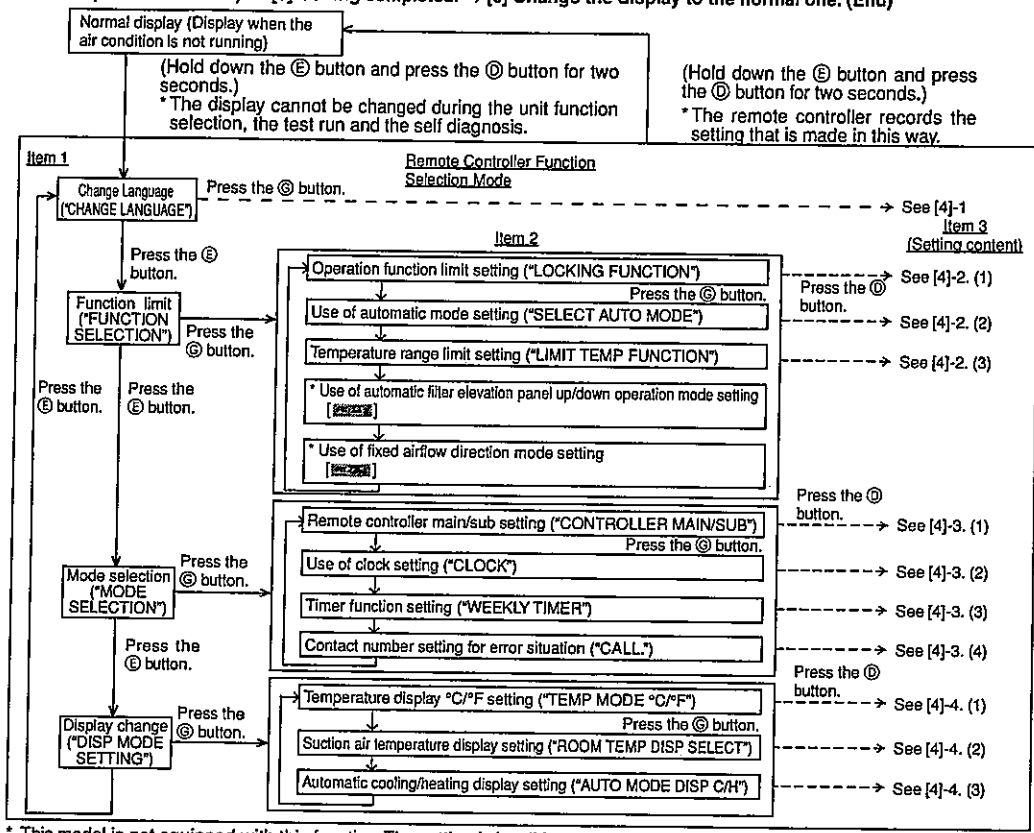 [7] Setting completed. → [8] Change the display to the normal one. (End)
Normal display (Display when the
air condition is not running)
(Hold down the Ⓔ button and press the Ⓓ button for two
seconds.)
* The display cannot be changed during the unit function
selection, the test run and the self diagnosis.
(Hold down the Ⓔ button and press
the Ⓓ button for two seconds.)
* The remote controller records the
setting that is made in this way.
Item 1
Remote Controller Function
Selection Mode
Change Language
("CHANGE LANGUAGE")
Press the Ⓖ button.
See [4]-1
Item 3
(Setting content)
Item 2
Press the Ⓔ
button.
Function limit
("FUNCTION
SELECTION")
Press the
Ⓖ button.
Operation function limit setting ("LOCKING FUNCTION")
Press the Ⓖ button.
Press the Ⓓ
button.
See [4]-2. (1)
Use of automatic mode setting ("SELECT AUTO MODE")
See [4]-2. (2)
Temperature range limit setting ("LIMIT TEMP FUNCTION")
See [4]-2. (3)
* Use of automatic filter elevation panel up/down operation mode setting
* Use of fixed airflow direction mode setting
Press the
Ⓔ button.
Press the
Ⓔ button.
Mode selection
("MODE
SELECTION")
Press the
Ⓖ button.
Press the Ⓓ
button.
Remote controller main/sub setting ("CONTROLLER MAIN/SUB")
Press the Ⓖ button.
See [4]-3. (1)
Use of clock setting ("CLOCK")
See [4]-3. (2)
Timer function setting ("WEEKLY TIMER")
See [4]-3. (3)
Contact number setting for error situation ("CALL.")
See [4]-3. (4)
Press the
Ⓔ button.
Display change
("DISP MODE
SETTING")
Press the
Ⓖ button.
Press the Ⓓ
button.
Temperature display °C/°F setting ("TEMP MODE °C/°F")
Press the Ⓖ button.
See [4]-4. (1)
Suction air temperature display setting ("ROOM TEMP DISP SELECT")
See [4]-4. (2)
Automatic cooling/heating display setting ("AUTO MODE DISP C/H")
See [4]-4. (3)
* This model is not equipped with this function.